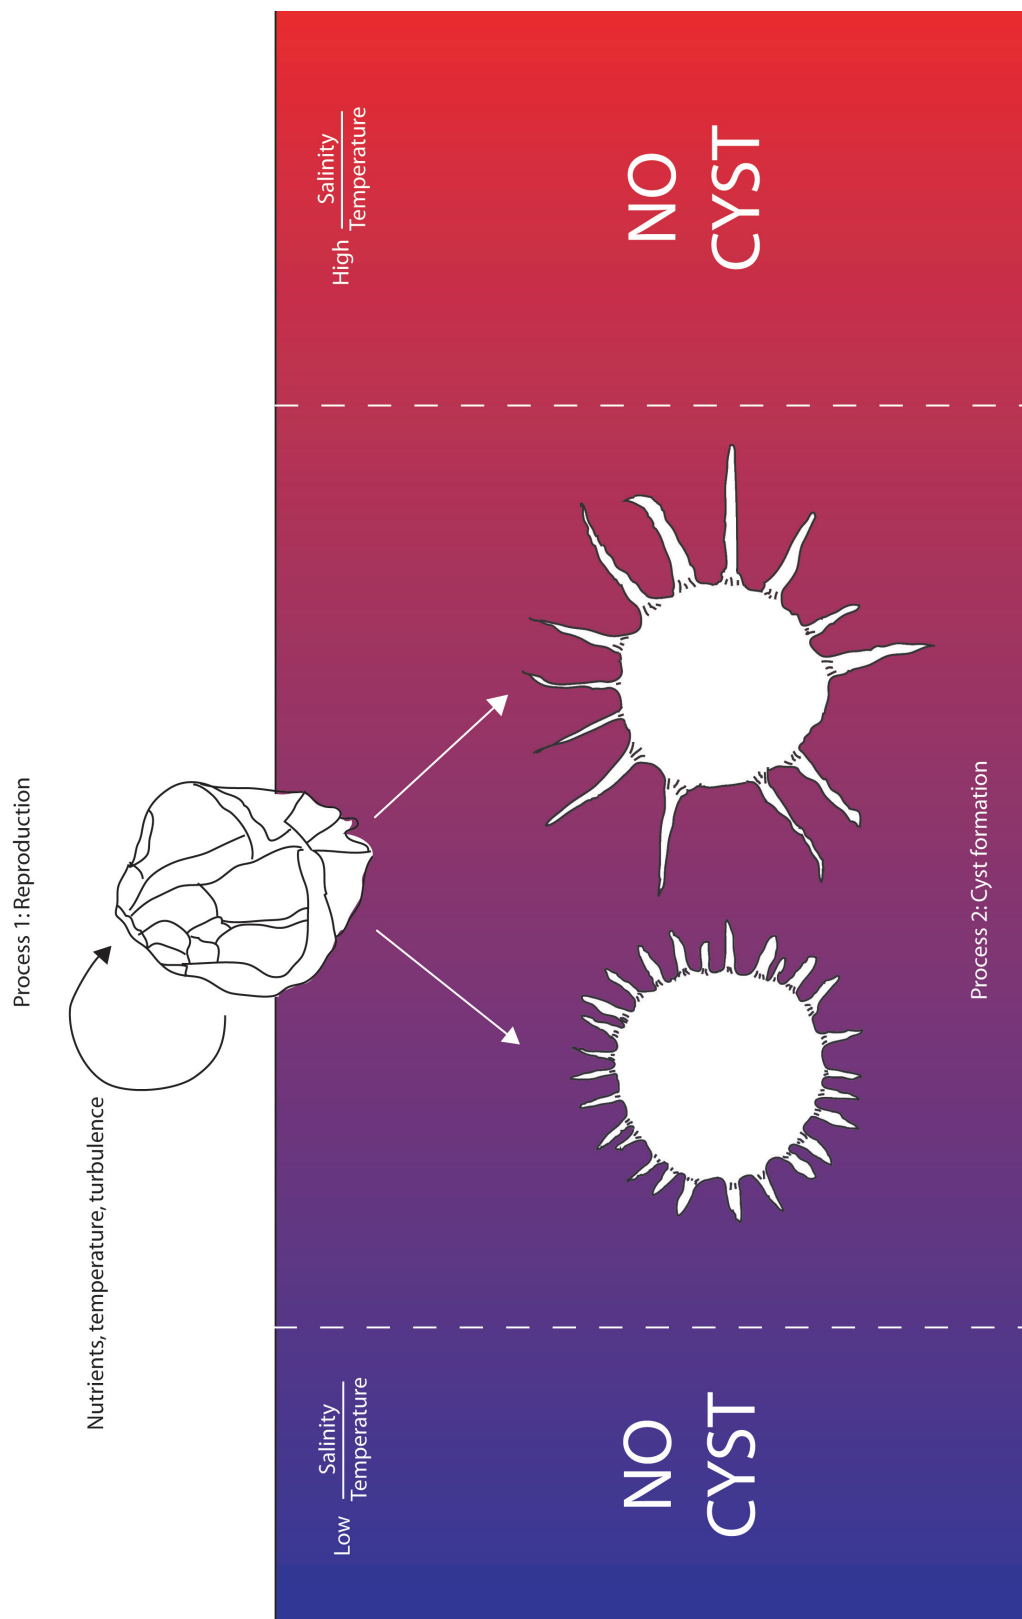 Process 1: Reproduction
Nutrients, temperature, turbulence
Low
Salinity
Temperature
High
Salinity
Temperature
NO
CYST
NO
CYST
Process 2: Cyst formation